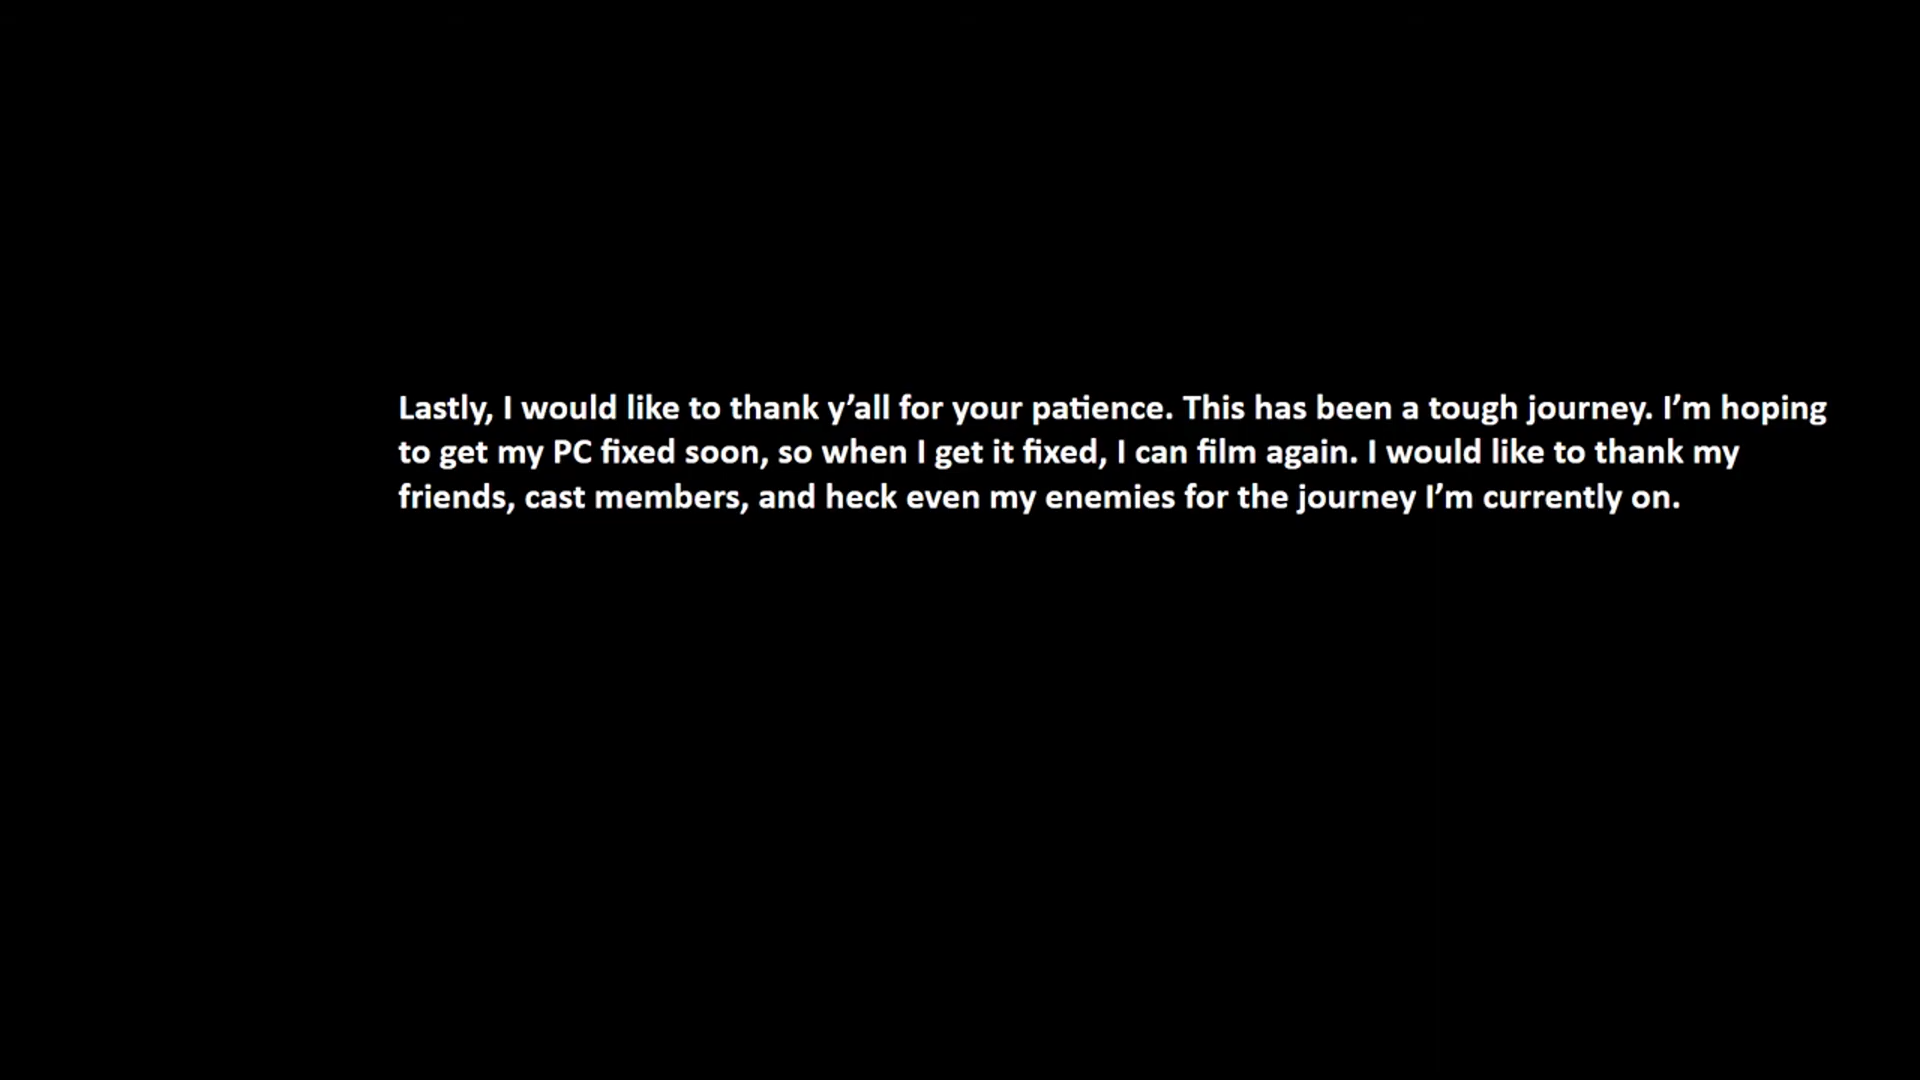 Lastly, I would like to thank y’all for your patience. This has been a tough journey. I’m hoping
to get my PC fixed soon, so when I get it fixed, I can film again. I would like to thank my
friends, cast members, and heck even my enemies for the journey I’m currently on.